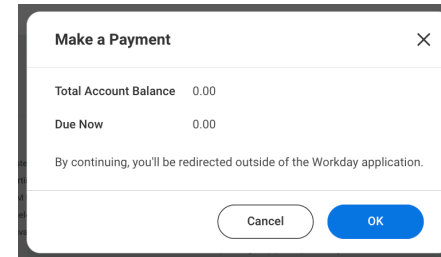 Make a Payment
Total Account Balance 0.00
Due Now 0.00
By continuing, you'll be redirected outside of the Workday application.
Cancel OK